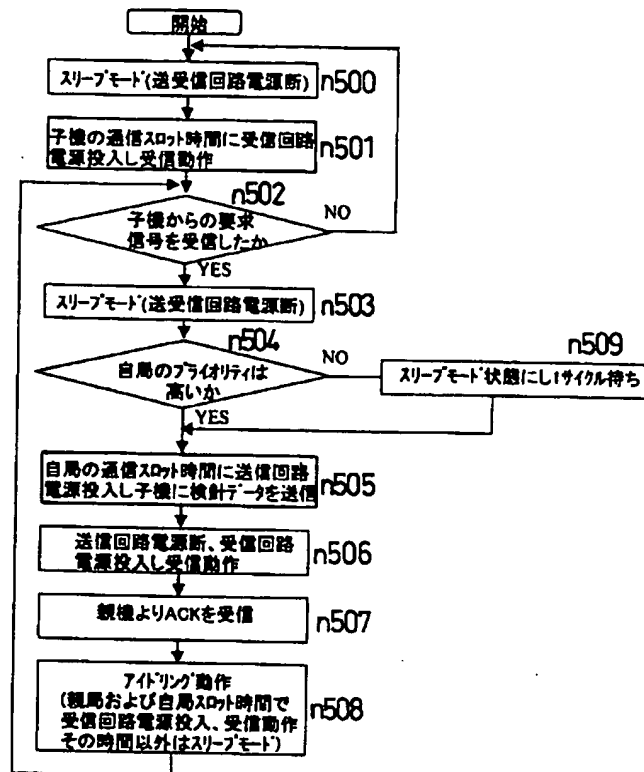 開始
スリープモード(送受信回路電源断)
n500
子機の通信スロット時間に受信回路
電源投入し受信動作
n501
n502
子機からの要求
信号を受信したか
NO
YES
スリープモード(送受信回路電源断)
n503
n504
自局のプライオリティは
高いか
NO
YES
n509
スリープモード状態にし1サイクル待ち
自局の通信スロット時間に送信回路
電源投入し子機に検針データを送信
n505
送信回路電源断、受信回路
電源投入し受信動作
n506
親機よりACKを受信
n507
アイドリング動作
(親局および自局スロット時間で
受信回路電源投入、受信動作
その時間以外はスリープモード)
n508